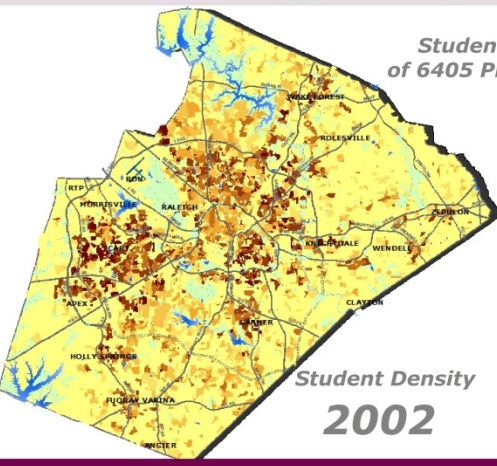 Studen
of 6405 P
WAKE FOREST
ROLESVILLE
RDU
RTP
MORRISVILLE
RALEIGH
ZEBULON
CARY
KNIGHTDALE
WENDELL
APEX
CLAYTON
GARNER
HOLLY SPRINGS
Student Density
2002
FUQUAY VARINA
ANGIER